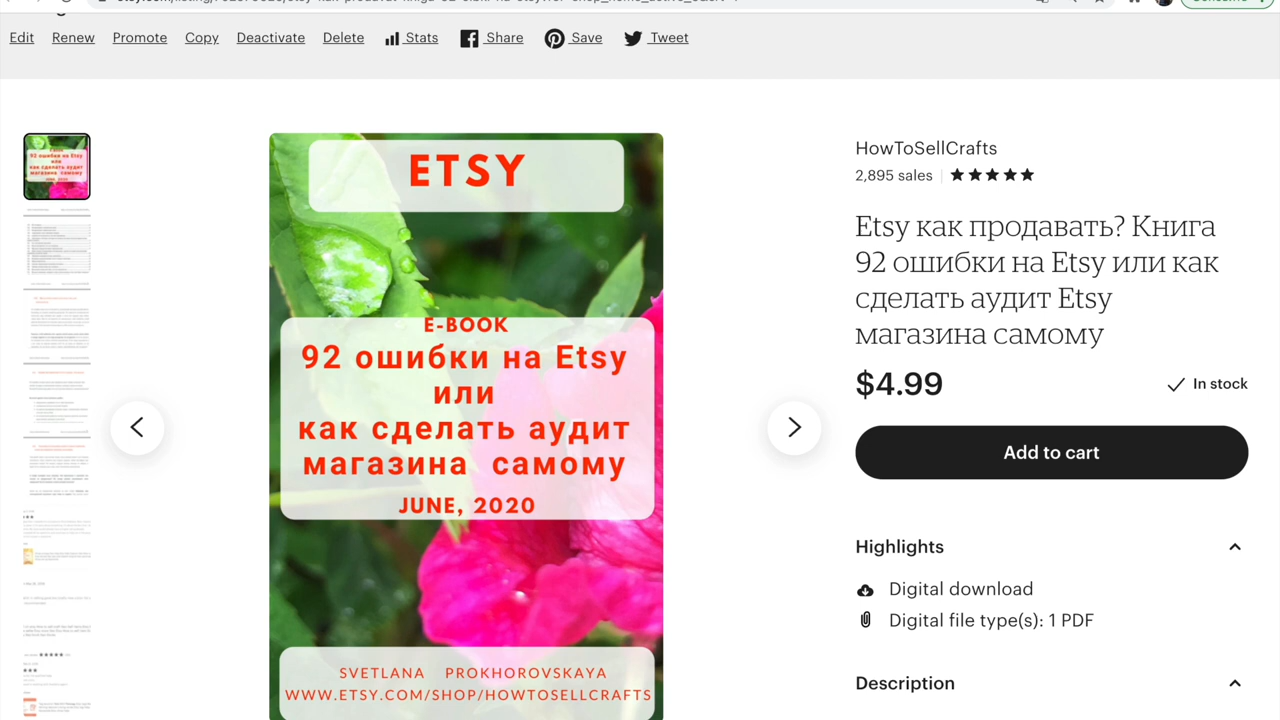 Edit Renew Promote Copy Deactivate Delete Stats Share Save Tweet
ETSY
E-BOOK
92 ошибки на Etsy
или
как сделать аудит
магазина самому
JUNE, 2020
SVETLANA PROKHOROVSKAYA
WWW.ETSY.COM/SHOP/HOWTOSELLCRAFTS
HowToSellCrafts
2,895 sales
Etsy как продавать? Книга
92 ошибки на Etsy или как
сделать аудит Etsy
магазина самому
$4.99
In stock
Add to cart
Highlights
Digital download
Digital file type(s): 1 PDF
Description